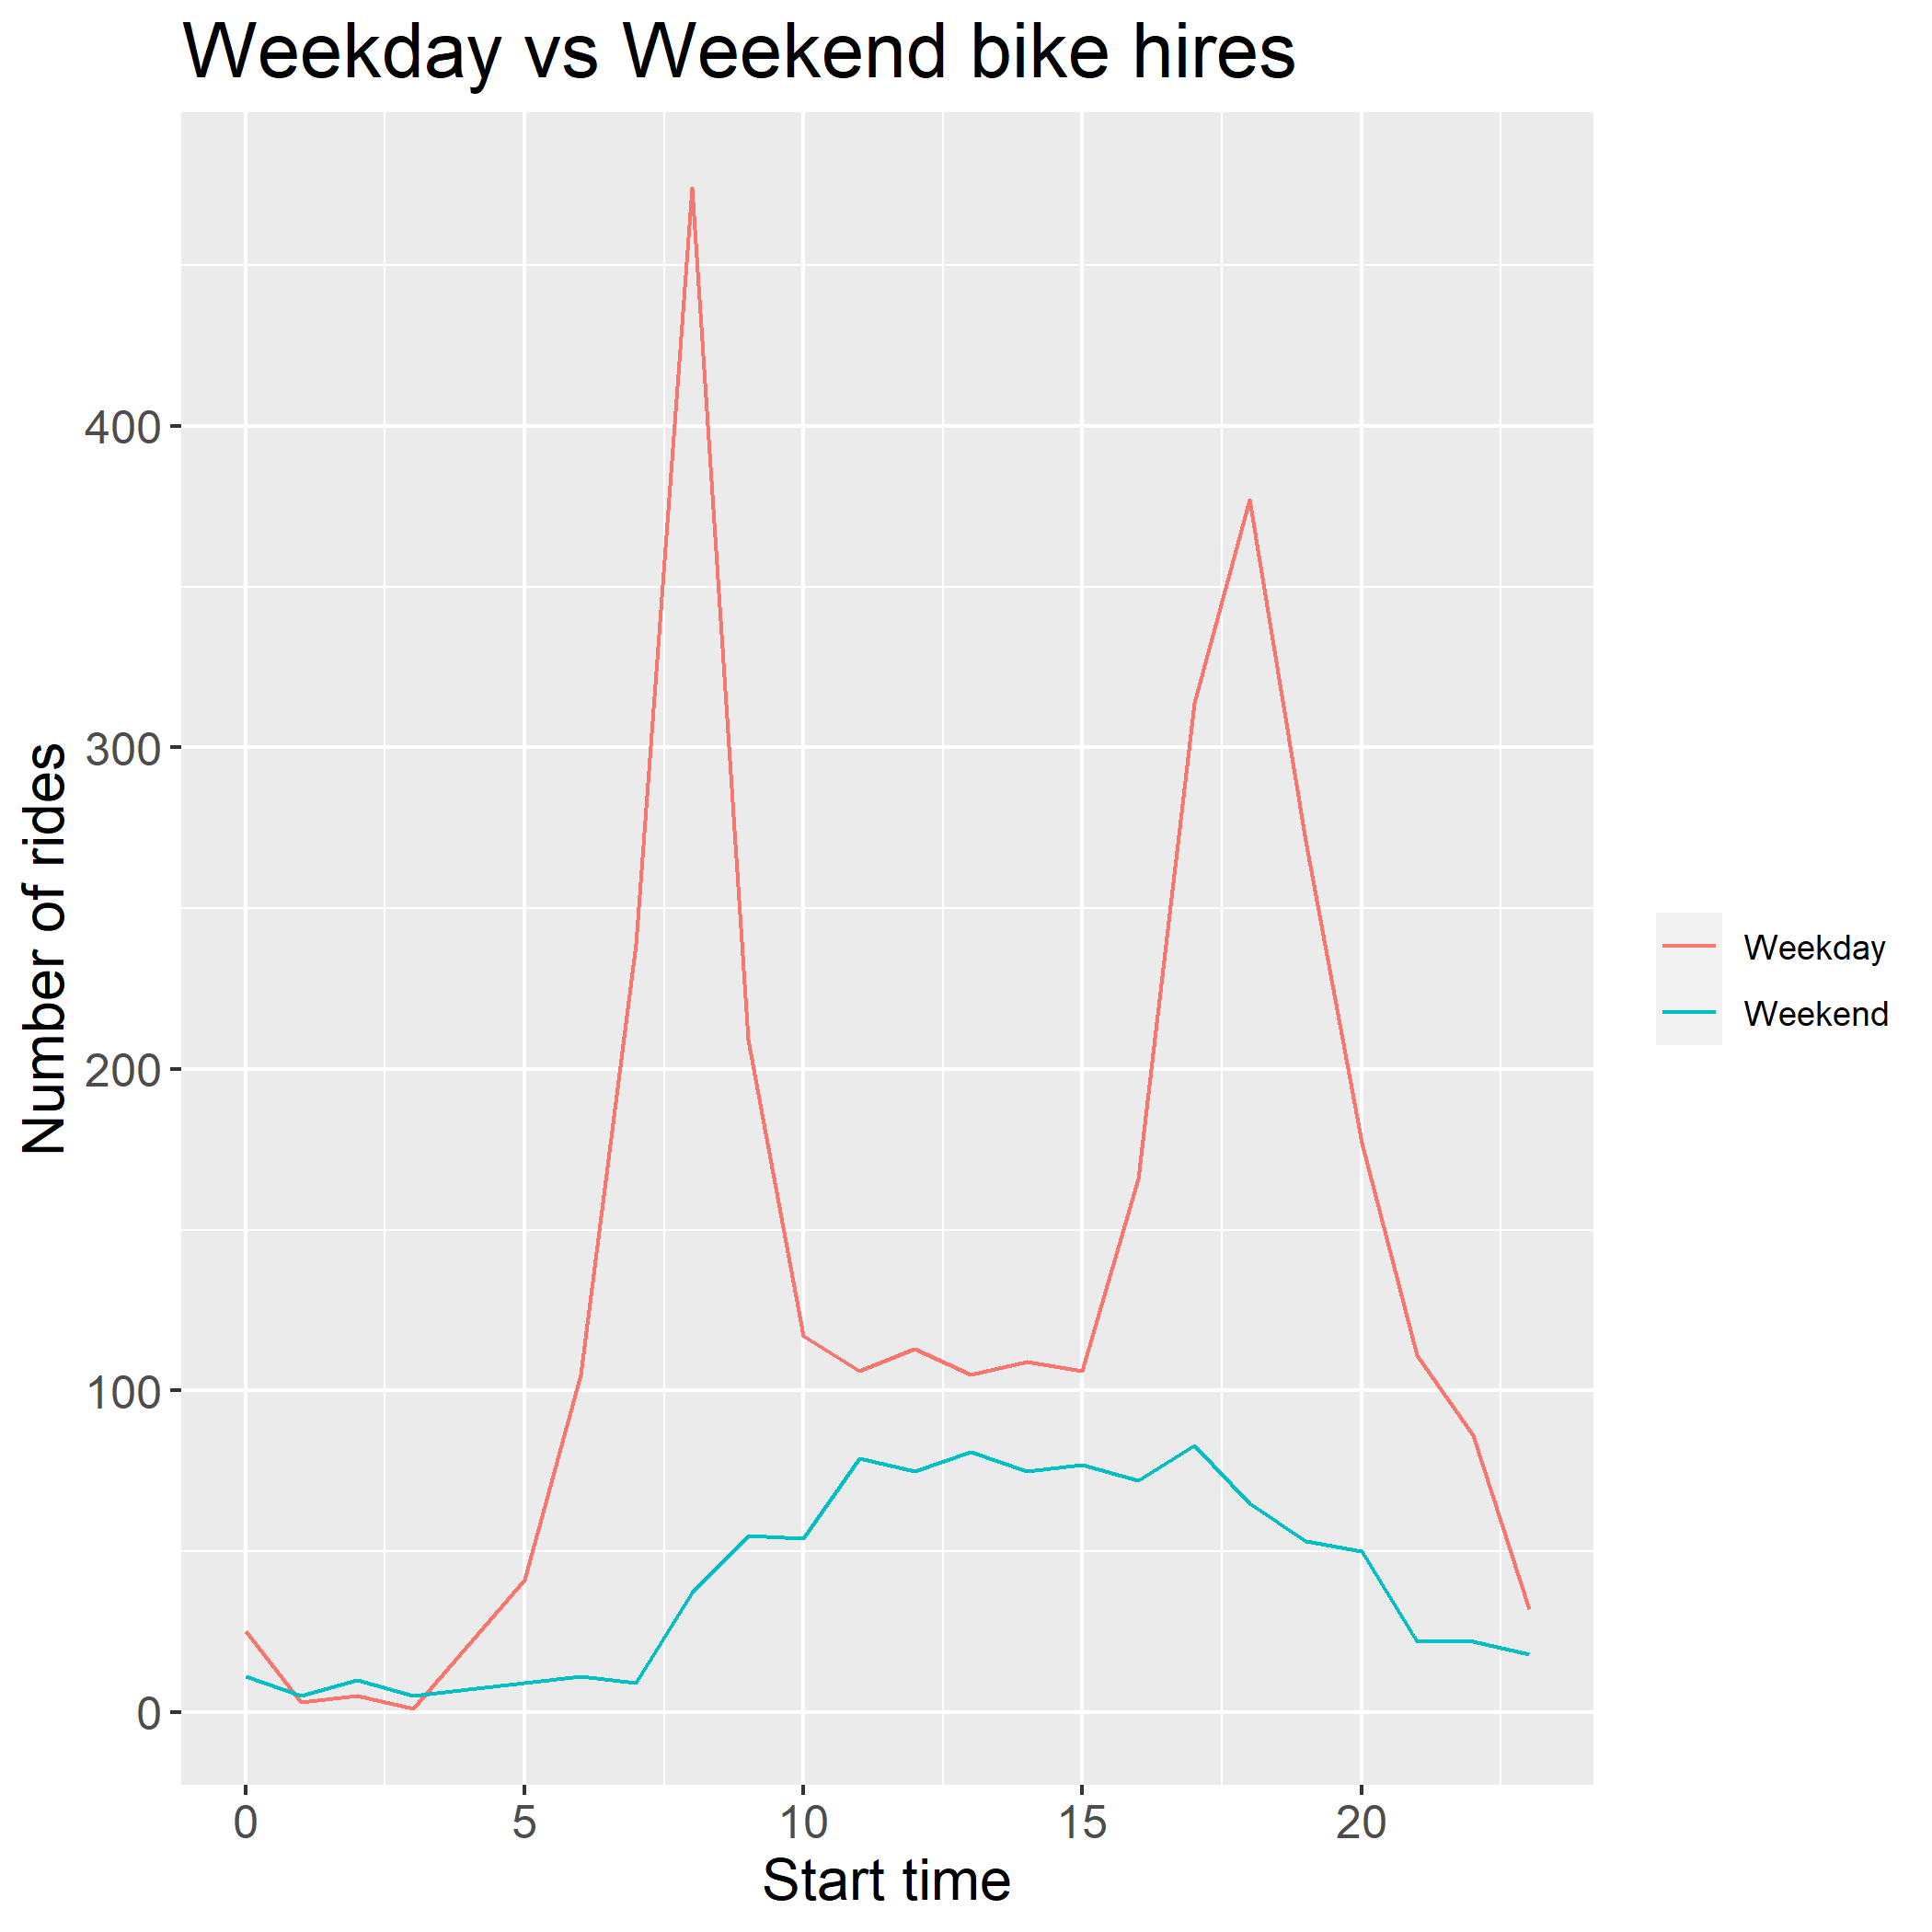 Weekday vs Weekend bike hires
Number of rides
400
300
200
100
0
0 5 10 15 20
Start time
Weekday
Weekend